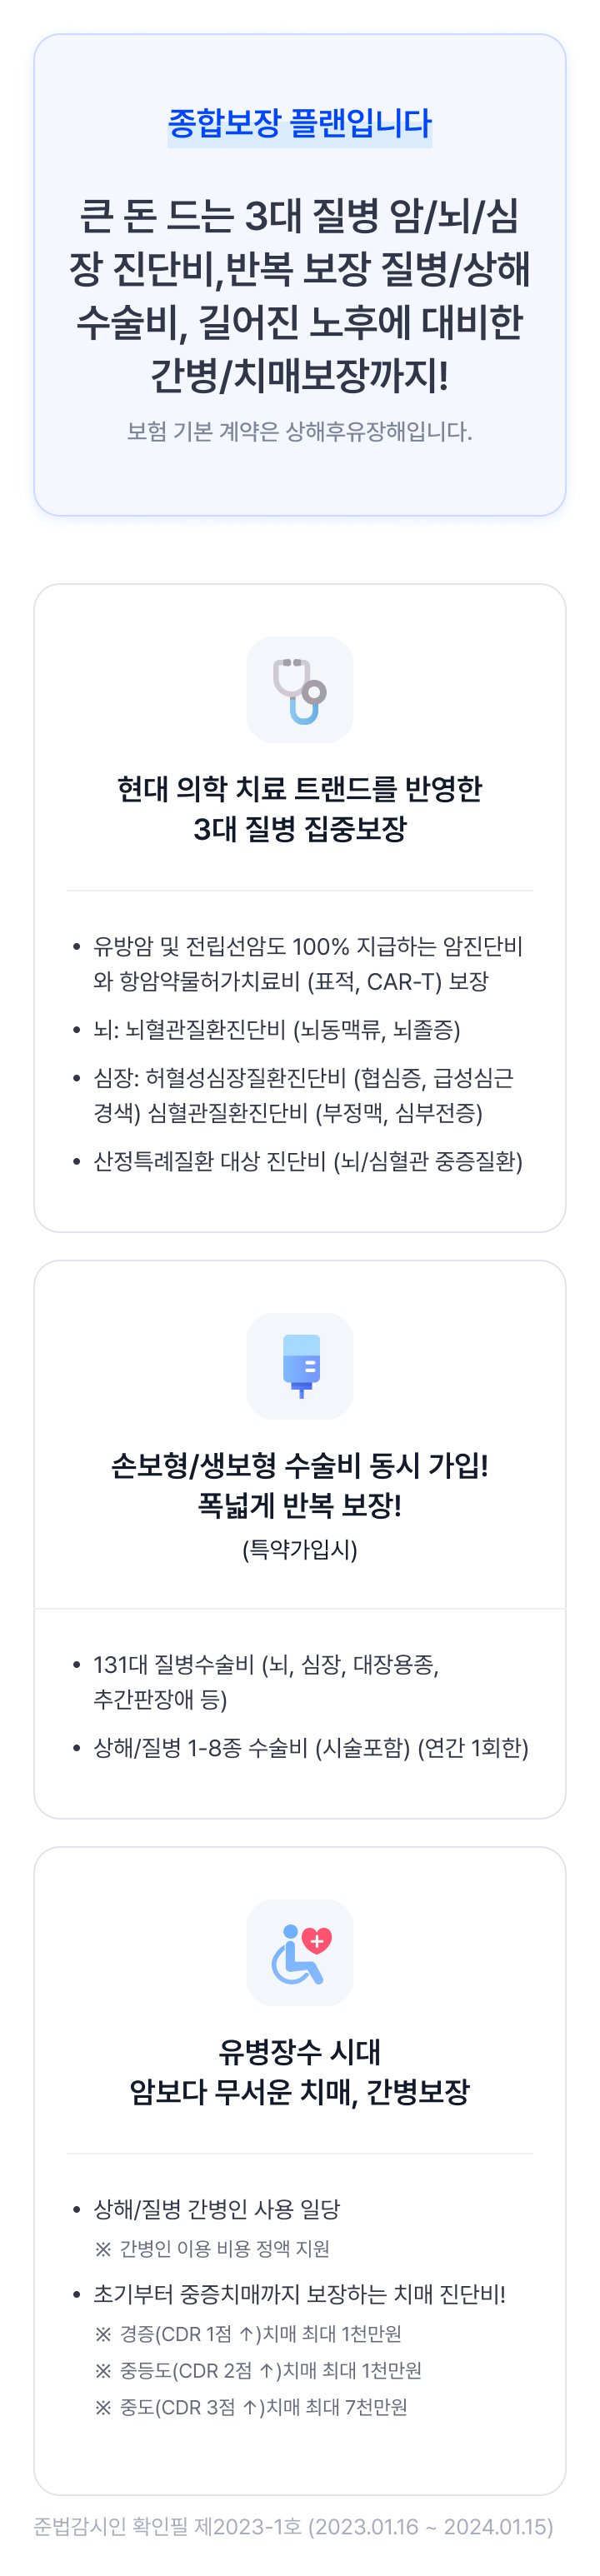 종합보장 플랜입니다
큰 돈 드는 3대 질병 암/뇌/심
장 진단비,반복 보장 질병/상해
수술비, 길어진 노후에 대비한
간병/치매보장까지!
보험 기본 계약은 상해후유장해입니다.
현대 의학 치료 트랜드를 반영한
3대 질병 집중보장
• 유방암 및 전립선암도 100% 지급하는 암진단비
와 항암약물허가치료비 (표적, CAR-T) 보장
• 뇌: 뇌혈관질환진단비 (뇌동맥류, 뇌졸증)
• 심장: 허혈성심장질환진단비 (협심증, 급성심근
경색) 심혈관질환진단비 (부정맥, 심부전증)
• 산정특례질환 대상 진단비 (뇌/심혈관 중증질환)
손보형/생보형 수술비 동시 가입!
폭넓게 반복 보장!
(특약가입시)
• 131대 질병수술비 (뇌, 심장, 대장용종,
추간판장애 등)
• 상해/질병 1-8종 수술비 (시술포함) (연간 1회한)
유병장수 시대
암보다 무서운 치매, 간병보장
• 상해/질병 간병인 사용 일당
※ 간병인 이용 비용 정액 지원
• 초기부터 중증치매까지 보장하는 치매 진단비!
※ 경증(CDR 1점 ↑)치매 최대 1천만원
※ 중등도(CDR 2점 ↑)치매 최대 1천만원
※ 중도(CDR 3점 ↑)치매 최대 7천만원
준법감시인 확인필 제2023-1호 (2023.01.16 ~ 2024.01.15)